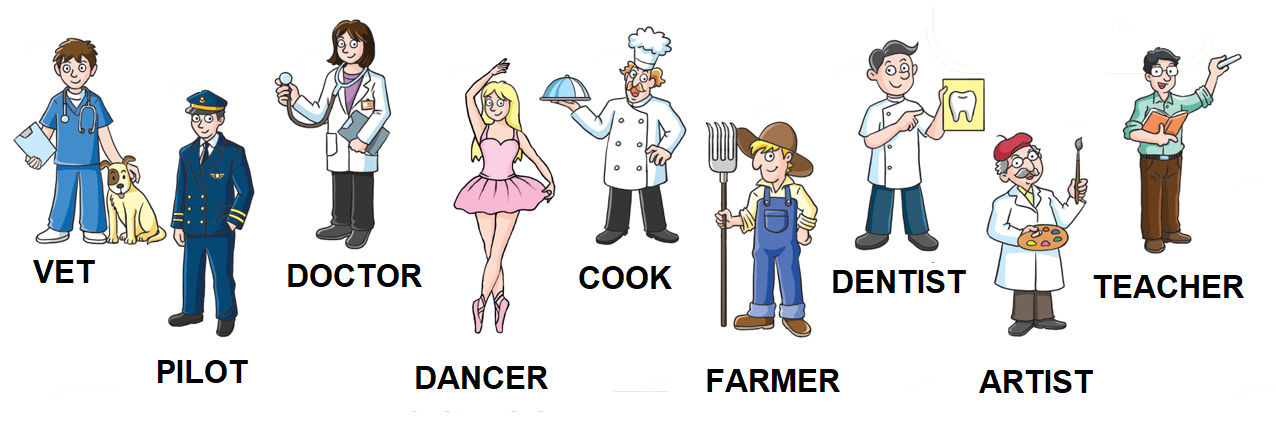 VET
PILOT
DOCTOR
DANCER
COOK
FARMER
DENTIST
ARTIST
TEACHER